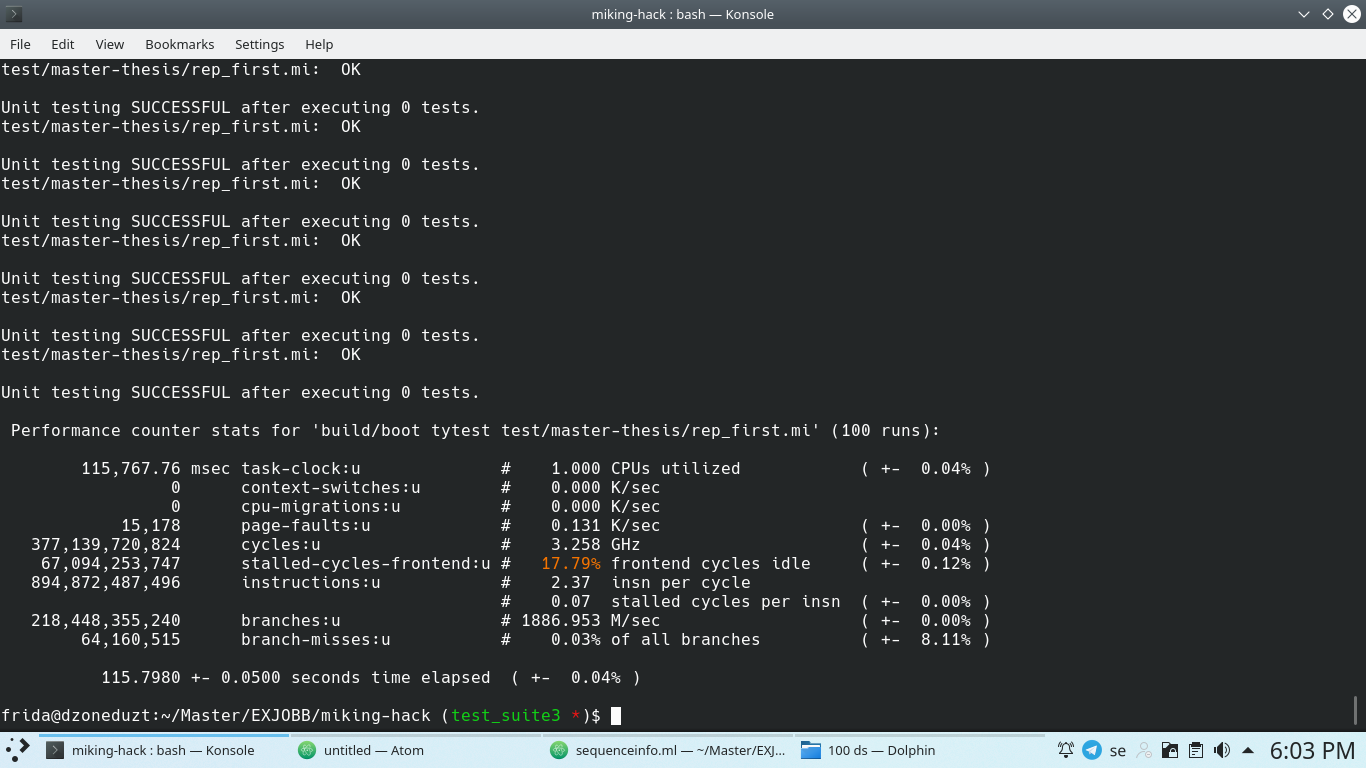 miking-hack : bash — Konsole
File Edit View Bookmarks Settings Help
test/master-thesis/rep_first.mi:  OK
Unit testing SUCCESSFUL after executing 0 tests.
test/master-thesis/rep_first.mi:  OK
Unit testing SUCCESSFUL after executing 0 tests.
test/master-thesis/rep_first.mi:  OK
Unit testing SUCCESSFUL after executing 0 tests.
test/master-thesis/rep_first.mi:  OK
Unit testing SUCCESSFUL after executing 0 tests.
test/master-thesis/rep_first.mi:  OK
Unit testing SUCCESSFUL after executing 0 tests.
test/master-thesis/rep_first.mi:  OK
Unit testing SUCCESSFUL after executing 0 tests.
Performance counter stats for 'build/boot tytest test/master-thesis/rep_first.mi' (100 runs):
115,767.76 msec task-clock:u # 1.000 CPUs utilized ( +- 0.04% )
0 context-switches:u # 0.000 K/sec
0 cpu-migrations:u # 0.000 K/sec
15,178 page-faults:u # 0.131 K/sec ( +- 0.00% )
377,139,720,824 cycles:u # 3.258 GHz ( +- 0.04% )
67,094,253,747 stalled-cycles-frontend:u # 17.79% frontend cycles idle ( +- 0.12% )
894,872,487,496 instructions:u # 2.37 insn per cycle
# 0.07 stalled cycles per insn ( +- 0.00% )
218,448,355,240 branches:u # 1886.953 M/sec ( +- 0.00% )
64,160,515 branch-misses:u # 0.03% of all branches ( +- 8.11% )
115.7980 +- 0.0500 seconds time elapsed ( +- 0.04% )
frida@dzoneduzt:~/Master/EXJOBB/miking-hack (test_suite3 *)$
miking-hack : bash — Konsole untitled — Atom sequenceinfo.ml — ~/Master/EXJ... 100 ds — Dolphin se 6:03 PM